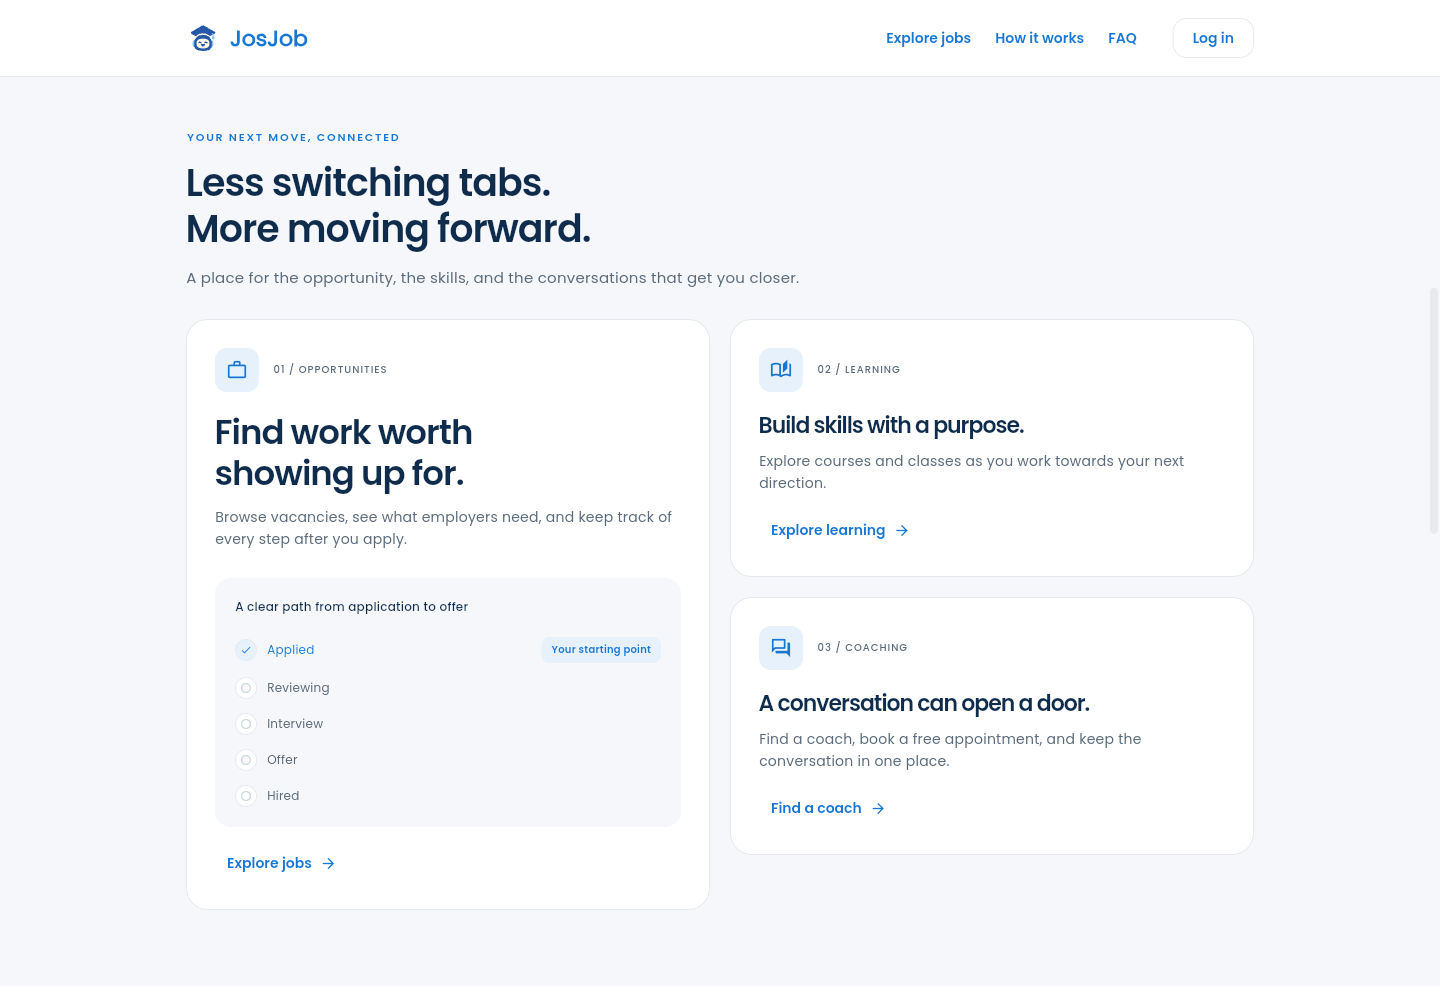 JosJob
Explore jobs
How it works
FAQ
Log in
YOUR NEXT MOVE, CONNECTED
Less switching tabs.
More moving forward.
A place for the opportunity, the skills, and the conversations that get you closer.
01 / OPPORTUNITIES
Find work worth
showing up for.
Browse vacancies, see what employers need, and keep track of
every step after you apply.
A clear path from application to offer
Applied
Your starting point
Reviewing
Interview
Offer
Hired
Explore jobs
02 / LEARNING
Build skills with a purpose.
Explore courses and classes as you work towards your next
direction.
Explore learning
03 / COACHING
A conversation can open a door.
Find a coach, book a free appointment, and keep the
conversation in one place.
Find a coach